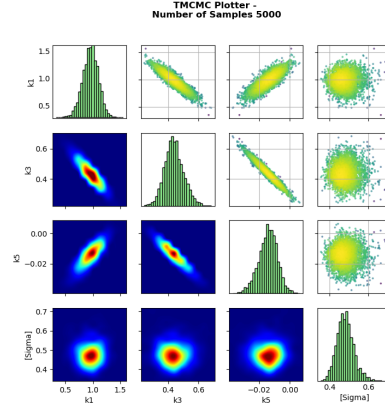 TMCMC Plotter -
Number of Samples 5000
1.5
1.0
0.5
k1
0.6
0.4
k3
0.00
−0.02
k5
0.7
0.6
0.5
0.4
[Sigma]
0.5 1.0 1.5
k1
0.4 0.6
k3
−0.02 0.00
k5
0.4 0.6
[Sigma]